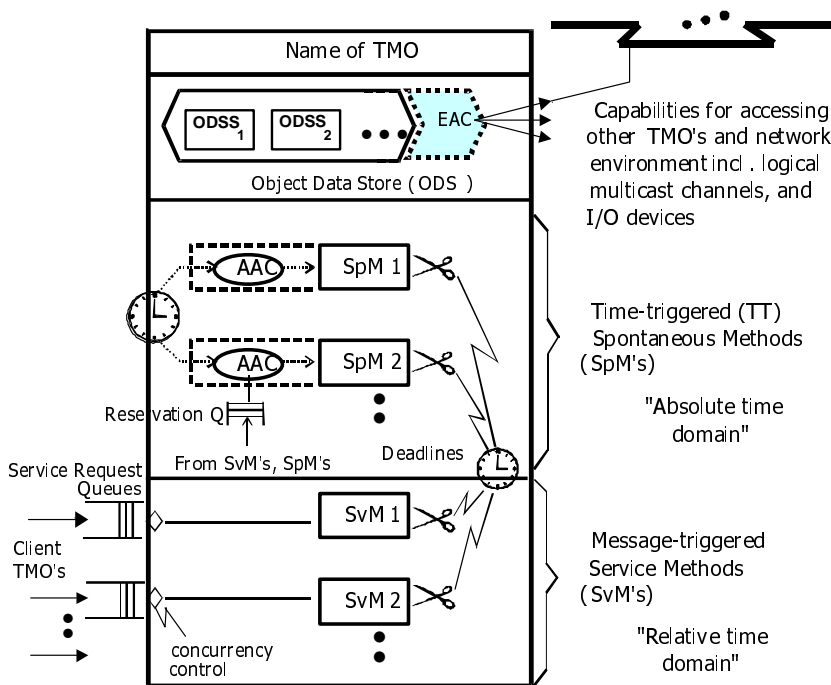 Name of TMO
ODSS 1
ODSS 2
EAC
Object Data Store ( ODS )
Capabilities for accessing
other TMO's and network
environment incl . logical
multicast channels, and
I/O devices
AAC
SpM 1
AAC
SpM 2
Reservation Q
From SvM's, SpM's
Deadlines
Time-triggered (TT)
Spontaneous Methods
(SpM's)
"Absolute time
domain"
Service Request
Queues
Client
TMO's
SvM 1
SvM 2
concurrency
control
Message-triggered
Service Methods
(SvM's)
"Relative time
domain"